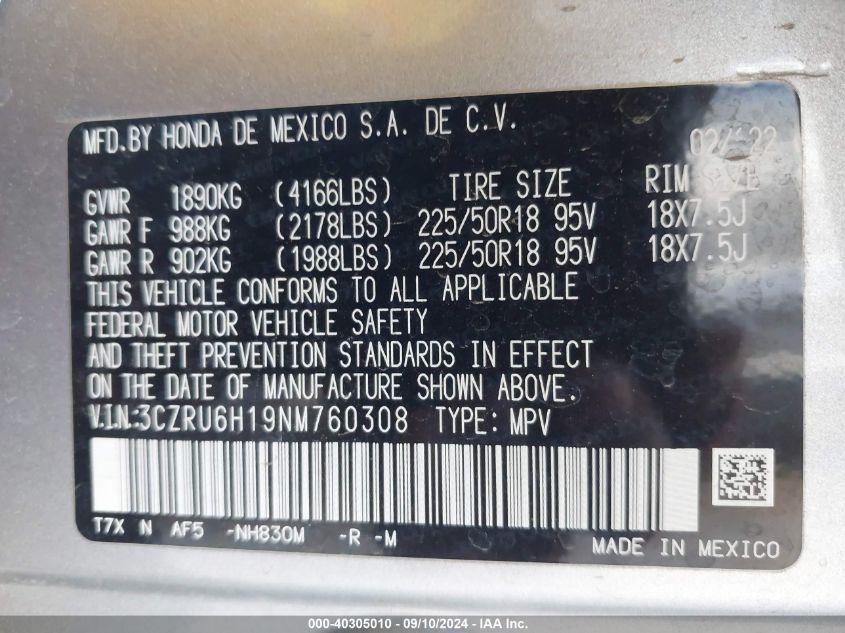 MFD.BY HONDA DE MEXICO S.A. DE C.V. 02/'22
GVWR 1890KG (4166LBS) TIRE SIZE RIM SIZE
GAWR F 988KG (2178LBS) 225/50R18 95V 18X7.5J
GAWR R 902KG (1988LBS) 225/50R18 95V 18X7.5J
THIS VEHICLE CONFORMS TO ALL APPLICABLE
FEDERAL MOTOR VEHICLE SAFETY
AND THEFT PREVENTION STANDARDS IN EFFECT
ON THE DATE OF MANUFACTURE SHOWN ABOVE.
V.I.N:3CZRU6H19NM760308 TYPE: MPV
T7X N AF5 -NH830M -R -M
MADE IN MEXICO
000-40305010 - 09/10/2024 - IAA Inc.